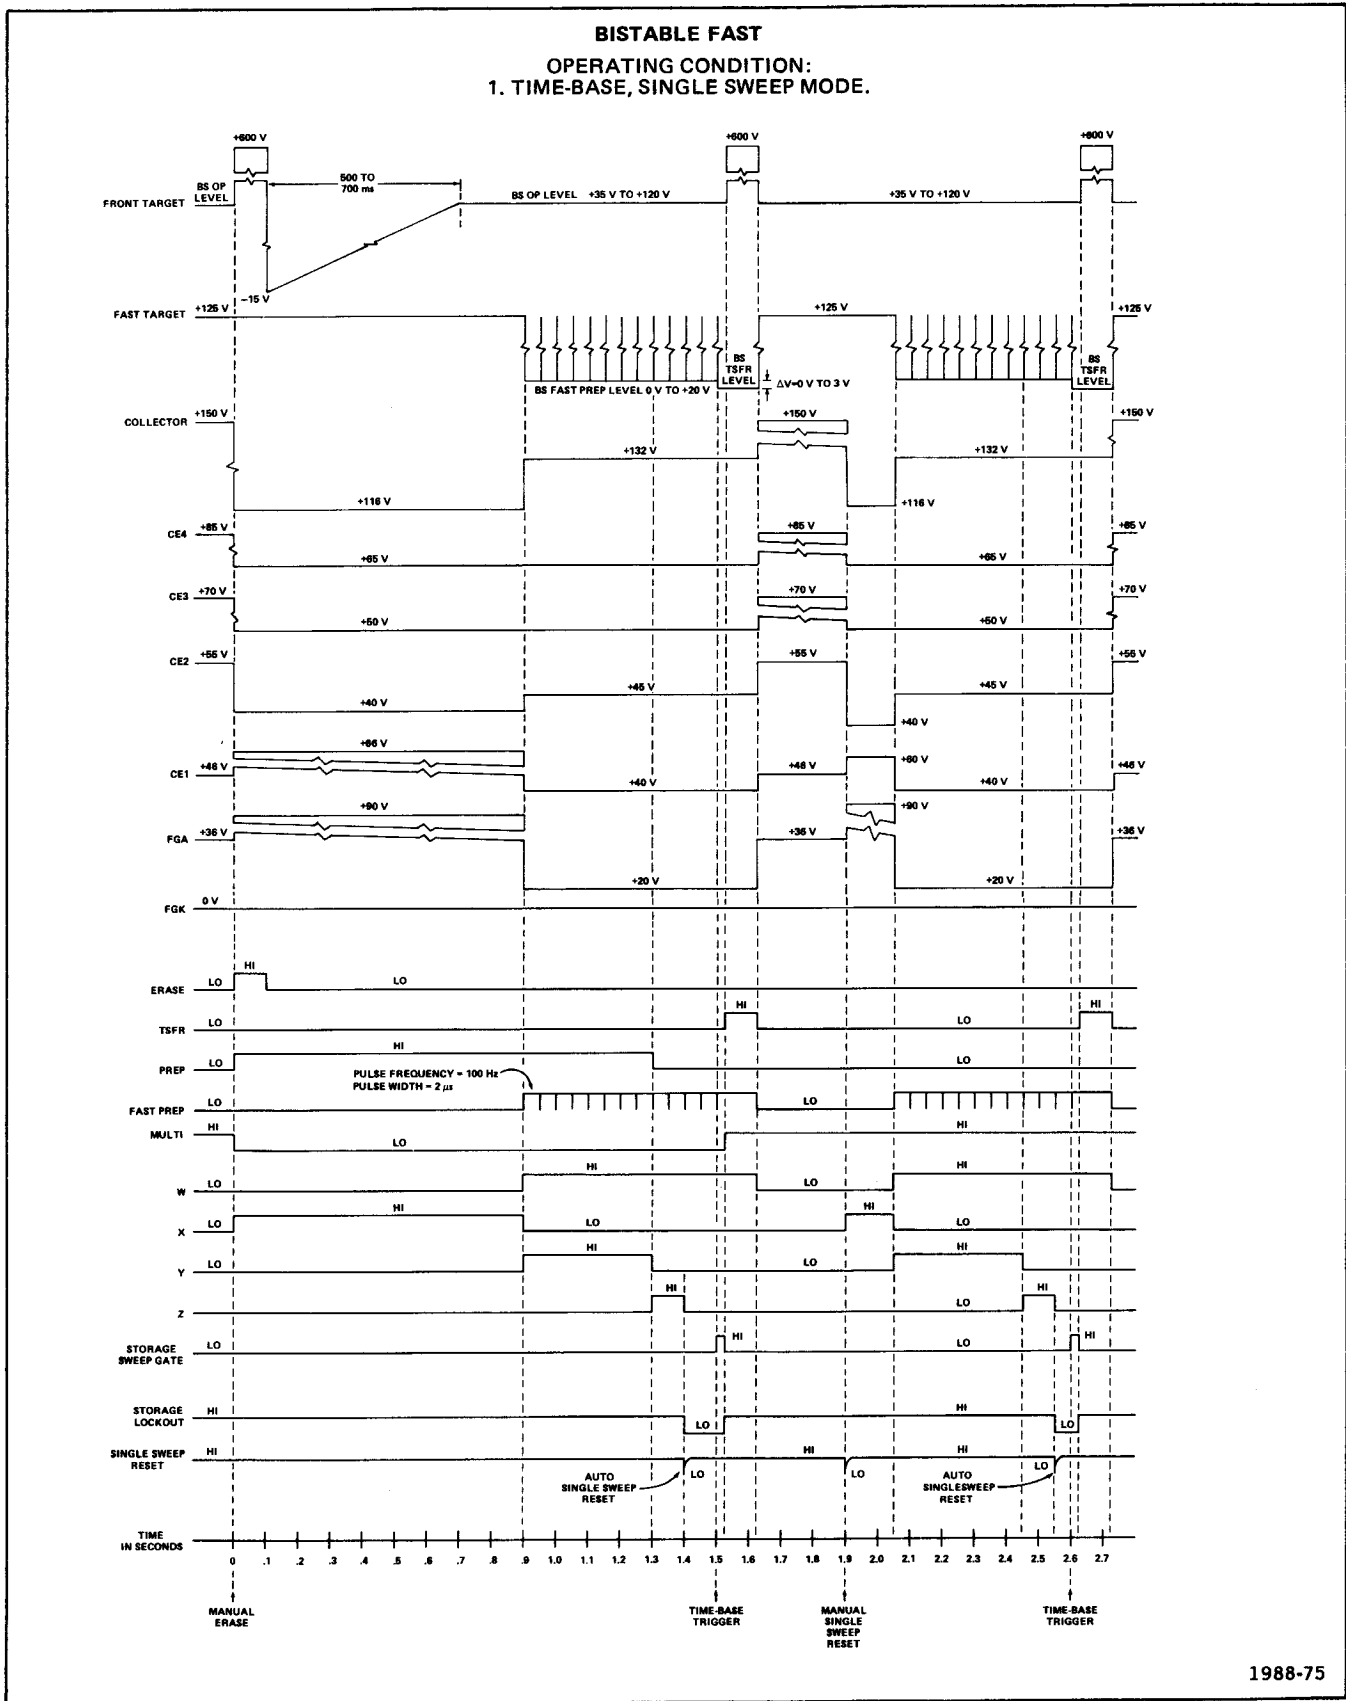 BISTABLE FAST
OPERATING CONDITION:
1. TIME-BASE, SINGLE SWEEP MODE.
+600 V +600 V +600 V
500 TO
700 ms
BS OP
LEVEL
BS OP LEVEL +35 V TO +120 V +35 V TO +120 V
FRONT TARGET
-15 V
+125 V +125 V +125 V
FAST TARGET
BS
TSFR
LEVEL
BS
TSFR
LEVEL
BS FAST PREP LEVEL 0 V TO +20 V
ΔV=0 V TO 3 V
COLLECTOR +150 V +150 V +150 V
+132 V +132 V
+116 V +116 V
CE4 +85 V +85 V +85 V
+65 V +65 V
CE3 +70 V +70 V +70 V
+50 V +50 V
CE2 +55 V +55 V +55 V
+45 V +45 V
+40 V +40 V
+66 V
CE1 +46 V +46 V +60 V +46 V
+40 V +40 V
+90 V +90 V
FGA +36 V +36 V +36 V
+20 V +20 V
FGK 0 V
ERASE LO HI LO
TSFR LO HI LO HI
PREP LO HI LO
PULSE FREQUENCY = 100 Hz
PULSE WIDTH = 2 μs
FAST PREP LO LO
MULTI HI LO HI
W LO HI LO HI
X LO HI LO HI LO
Y LO HI LO HI LO
Z HI LO HI
STORAGE
SWEEP GATE
LO HI LO HI
STORAGE
LOCKOUT
HI LO HI LO
SINGLE SWEEP
RESET
HI LO HI LO HI LO
AUTO
SINGLE SWEEP
RESET
AUTO
SINGLESWEEP
RESET
TIME
IN SECONDS
0 .1 .2 .3 .4 .5 .6 .7 .8 .9 1.0 1.1 1.2 1.3 1.4 1.5 1.6 1.7 1.8 1.9 2.0 2.1 2.2 2.3 2.4 2.5 2.6 2.7
MANUAL
ERASE
TIME-BASE
TRIGGER
MANUAL
SINGLE
SWEEP
RESET
TIME-BASE
TRIGGER
1988-75